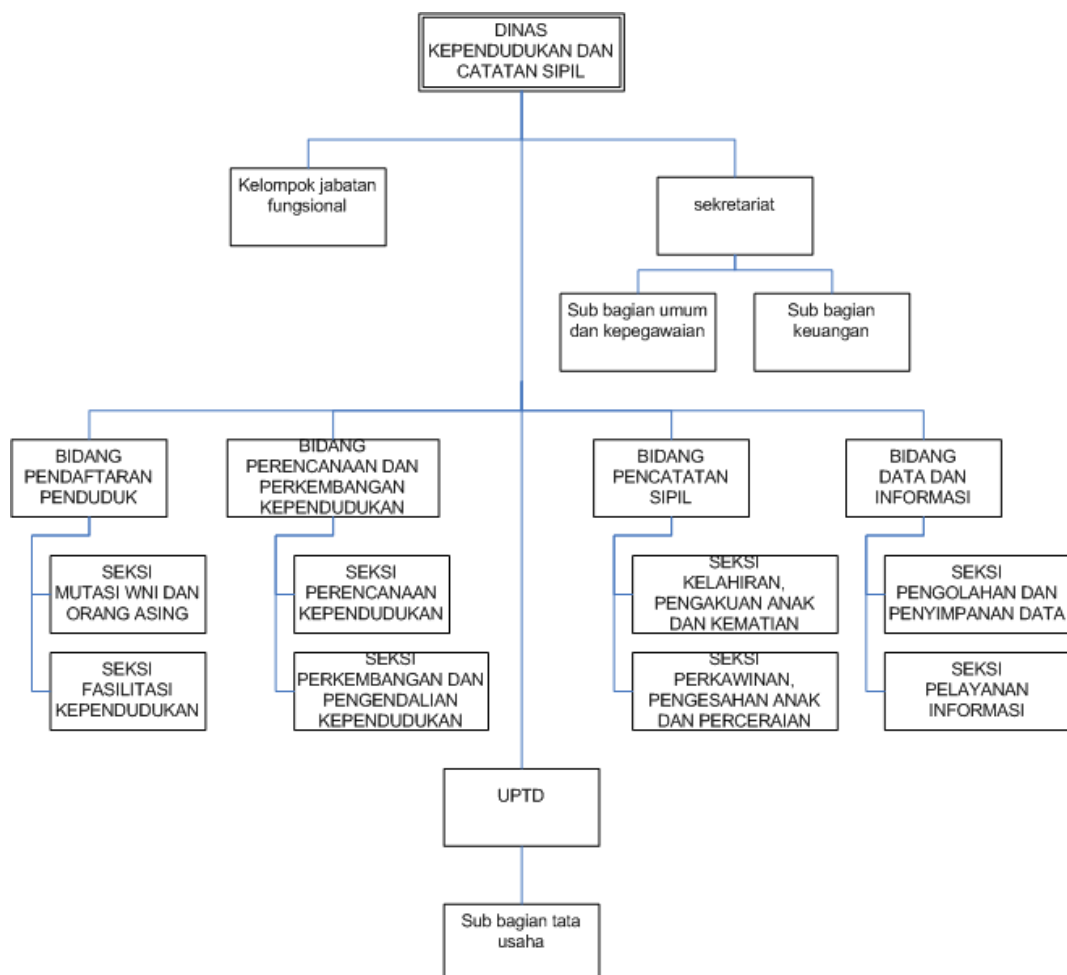 DINAS
KEPENDUDUKAN DAN
CATATAN SIPIL
Kelompok jabatan
fungsional
sekretariat
Sub bagian umum
dan kepegawaian
Sub bagian
keuangan
BIDANG
PENDAFTARAN
PENDUDUK
BIDANG
PERENCANAAN DAN
PERKEMBANGAN
KEPENDUDUKAN
BIDANG
PENCATATAN
SIPIL
BIDANG
DATA DAN
INFORMASI
SEKSI
MUTASI WNI DAN
ORANG ASING
SEKSI
PERENCANAAN
KEPENDUDUKAN
SEKSI
KELAHIRAN,
PENGAKUAN ANAK
DAN KEMATIAN
SEKSI
PENGOLAHAN DAN
PENYIMPANAN DATA
SEKSI
FASILITASI
KEPENDUDUKAN
SEKSI
PERKEMBANGAN DAN
PENGENDALIAN
KEPENDUDUKAN
SEKSI
PERKAWINAN,
PENGESAHAN ANAK
DAN PERCERAIAN
SEKSI
PELAYANAN
INFORMASI
UPTD
Sub bagian tata
usaha